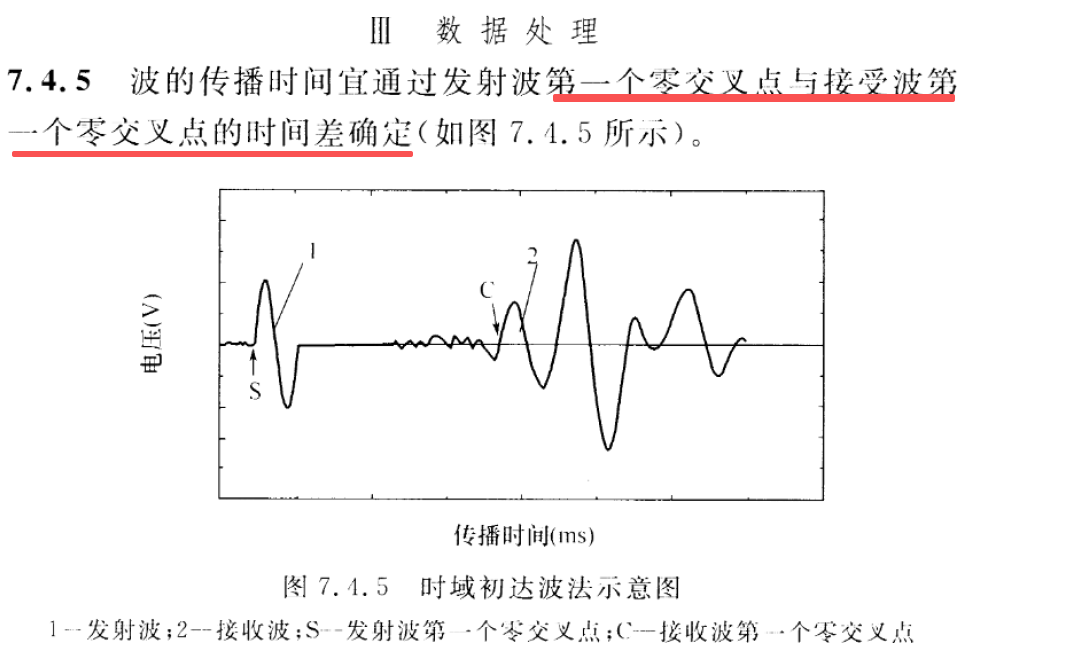 Ⅲ 数据处理
7.4.5 波的传播时间宜通过发射波第一个零交叉点与接受波第
一个零交叉点的时间差确定(如图 7.4.5 所示)。
1
2
C
电压(V)
S
传播时间(ms)
图 7.4.5 时域初达波法示意图
1—发射波;2—接收波;S—发射波第一个零交叉点;C—接收波第一个零交叉点